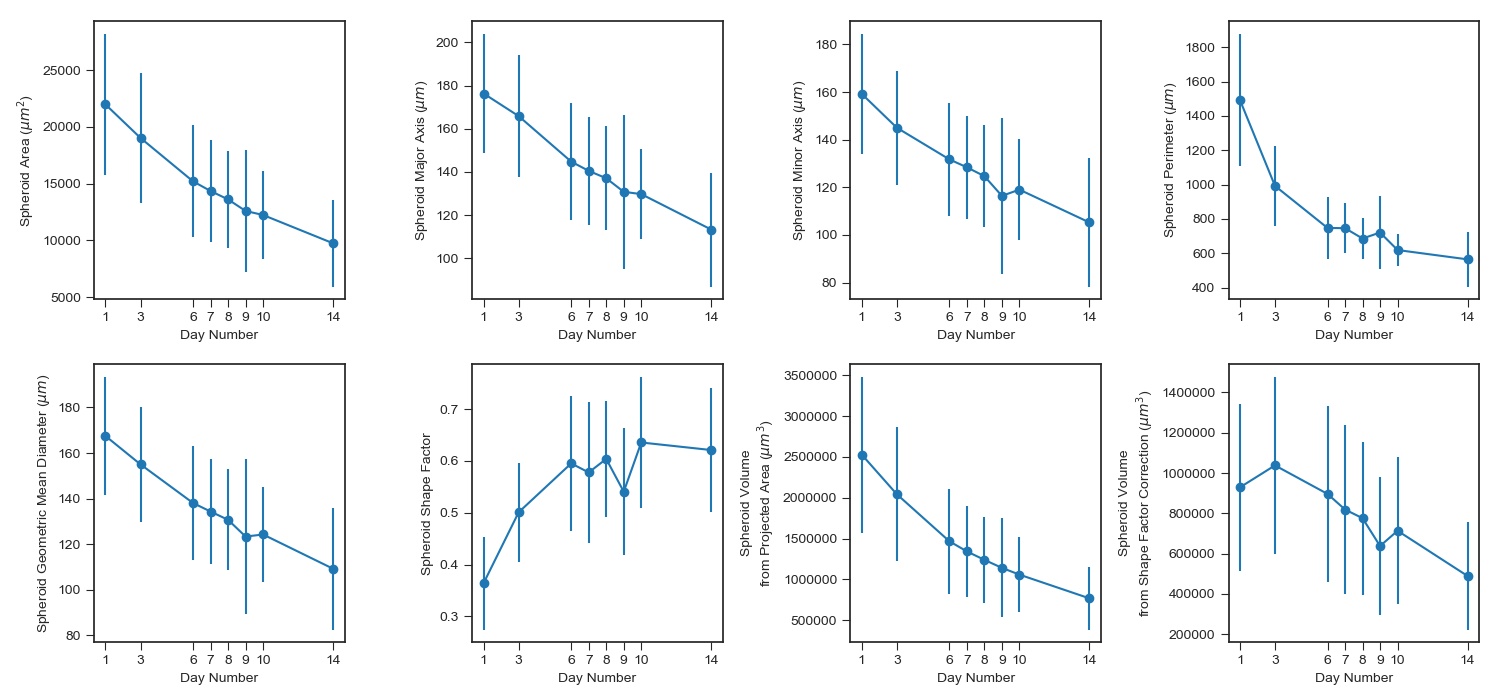 Spheroid Area (μm²)
25000
20000
15000
10000
5000
1 3 6 7 8 9 10 14
Day Number
Spheroid Major Axis (μm)
200
180
160
140
120
100
1 3 6 7 8 9 10 14
Day Number
Spheroid Minor Axis (μm)
180
160
140
120
100
80
1 3 6 7 8 9 10 14
Day Number
Spheroid Perimeter (μm)
1800
1600
1400
1200
1000
800
600
400
1 3 6 7 8 9 10 14
Day Number
Spheroid Geometric Mean Diameter (μm)
180
160
140
120
100
80
1 3 6 7 8 9 10 14
Day Number
Spheroid Shape Factor
0.7
0.6
0.5
0.4
0.3
1 3 6 7 8 9 10 14
Day Number
Spheroid Volume
from Projected Area (μm³)
3500000
3000000
2500000
2000000
1500000
1000000
500000
1 3 6 7 8 9 10 14
Day Number
Spheroid Volume
from Shape Factor Correction (μm³)
1400000
1200000
1000000
800000
600000
400000
200000
1 3 6 7 8 9 10 14
Day Number